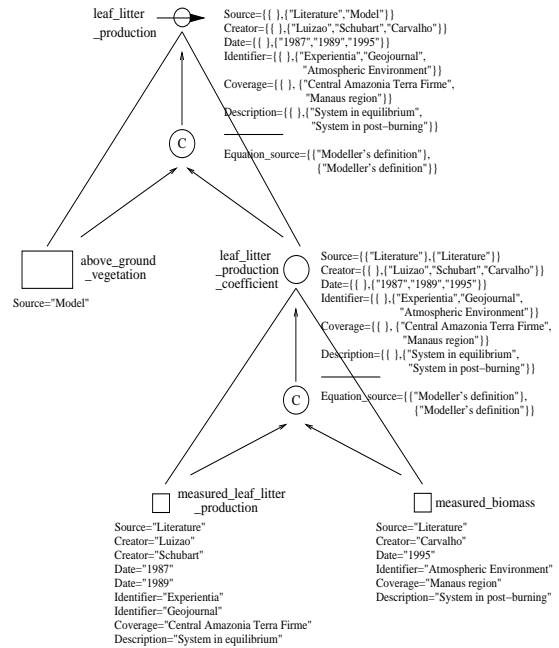 leaf_litter
_production
Source={{ },{"Literature","Model"}}
Creator={{ },"Luizao","Schubart","Carvalho"}}
Date={{ },"1987","1989","1995"}}
Identifier={{ },{"Experientia","Geojournal",
"Atmospheric Environment"}}
Coverage={{ }, {"Central Amazonia Terra Firme",
"Manaus region"}}
Description={{ },{"System in equilibrium",
"System in post-burning"}}
Equation_source={{"Modeller's definition"},
{"Modeller's definition"}}
C
above_ground
_vegetation
Source="Model"
leaf_litter
_production
_coefficient
Source={{"Literature"},{"Literature"}}
Creator={{ },"Luizao","Schubart","Carvalho"}}
Date={{ },"1987","1989","1995"}}
Identifier={{ },{"Experientia","Geojournal",
"Atmospheric Environment"}}
Coverage={{ }, {"Central Amazonia Terra Firme",
"Manaus region"}}
Description={{ },{"System in equilibrium",
"System in post-burning"}}
Equation_source={{"Modeller's definition"},
{"Modeller's definition"}}
C
measured_leaf_litter
_production
Source="Literature"
Creator="Luizao"
Creator="Schubart"
Date="1987"
Date="1989"
Identifier="Experientia"
Identifier="Geojournal"
Coverage="Central Amazonia Terra Firme"
Description="System in equilibrium"
measured_biomass
Source="Literature"
Creator="Carvalho"
Date="1995"
Identifier="Atmospheric Environment"
Coverage="Manaus region"
Description="System in post-burning"